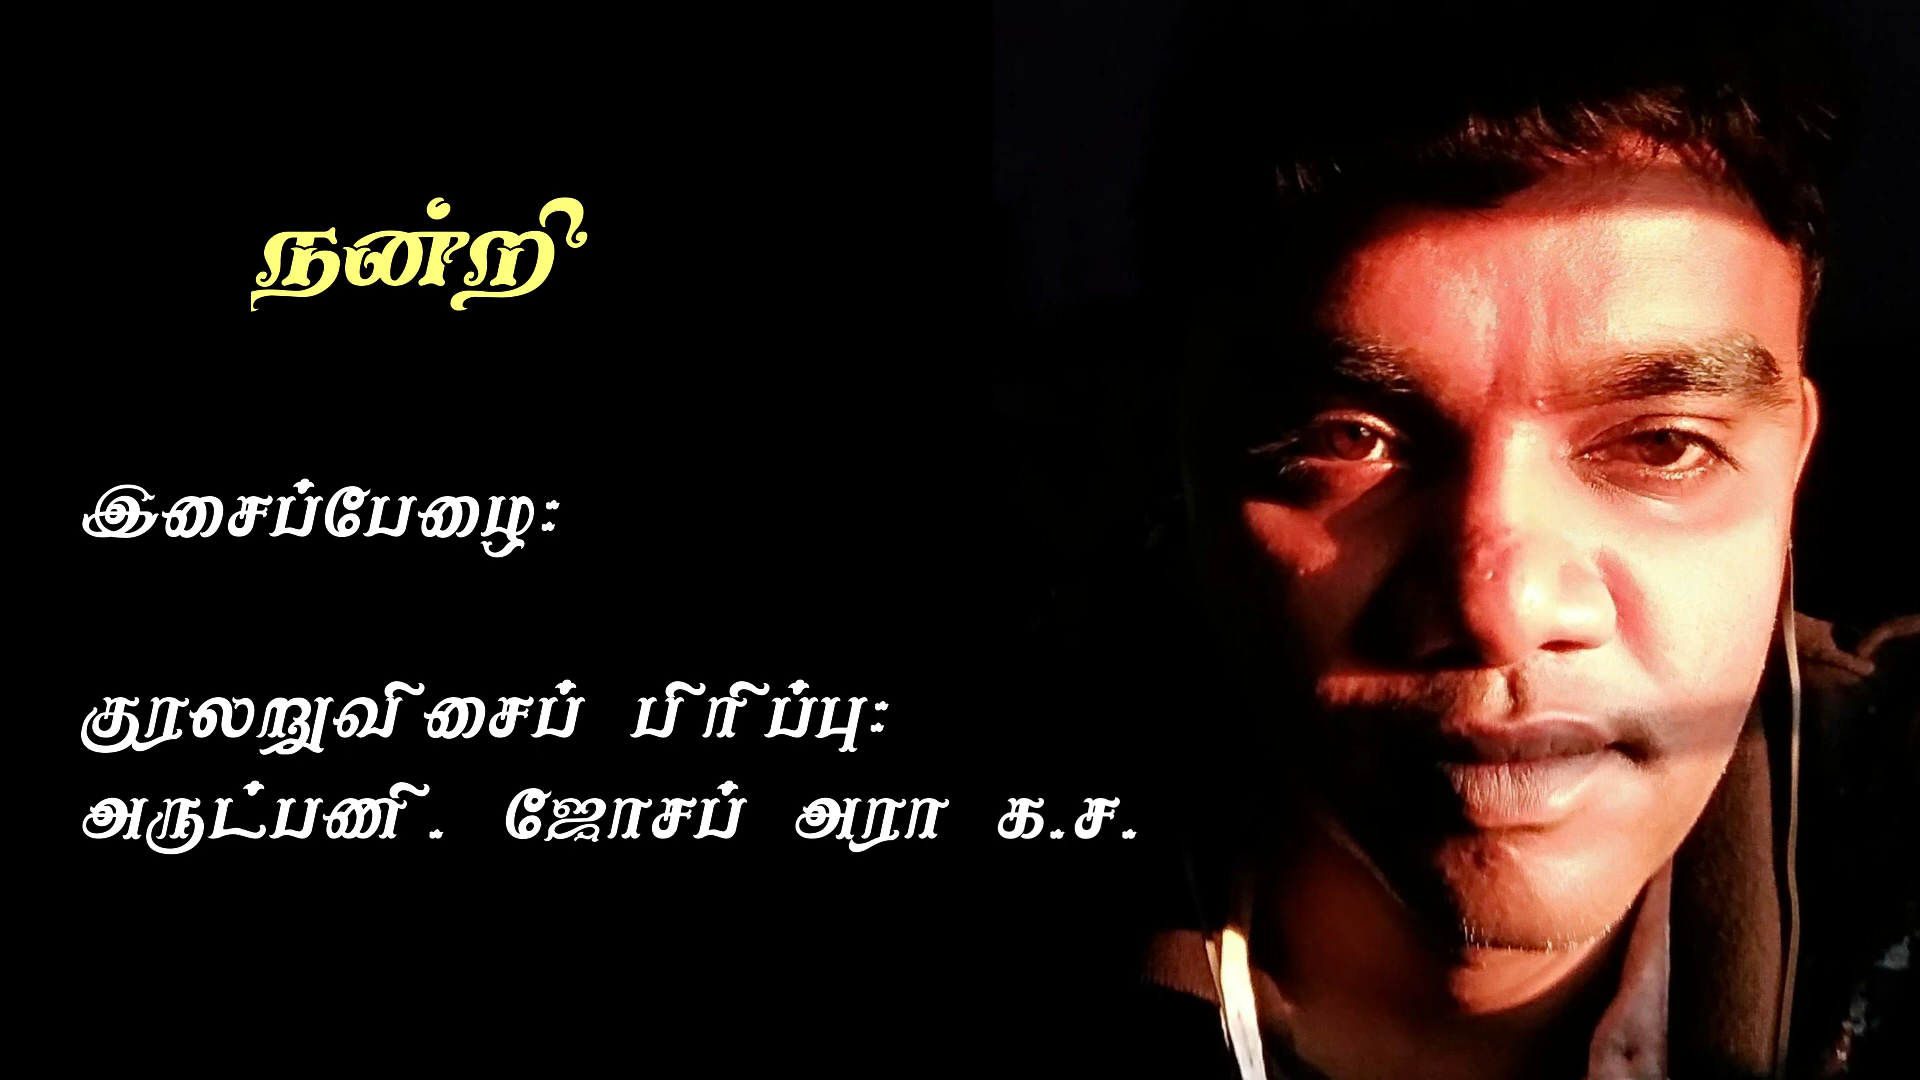 நன்றி
இசைப்பேழை:
குரலறுவிசைப் பிரிப்பு:
அருட்பணி. ஜோசப் அரா க.ச.